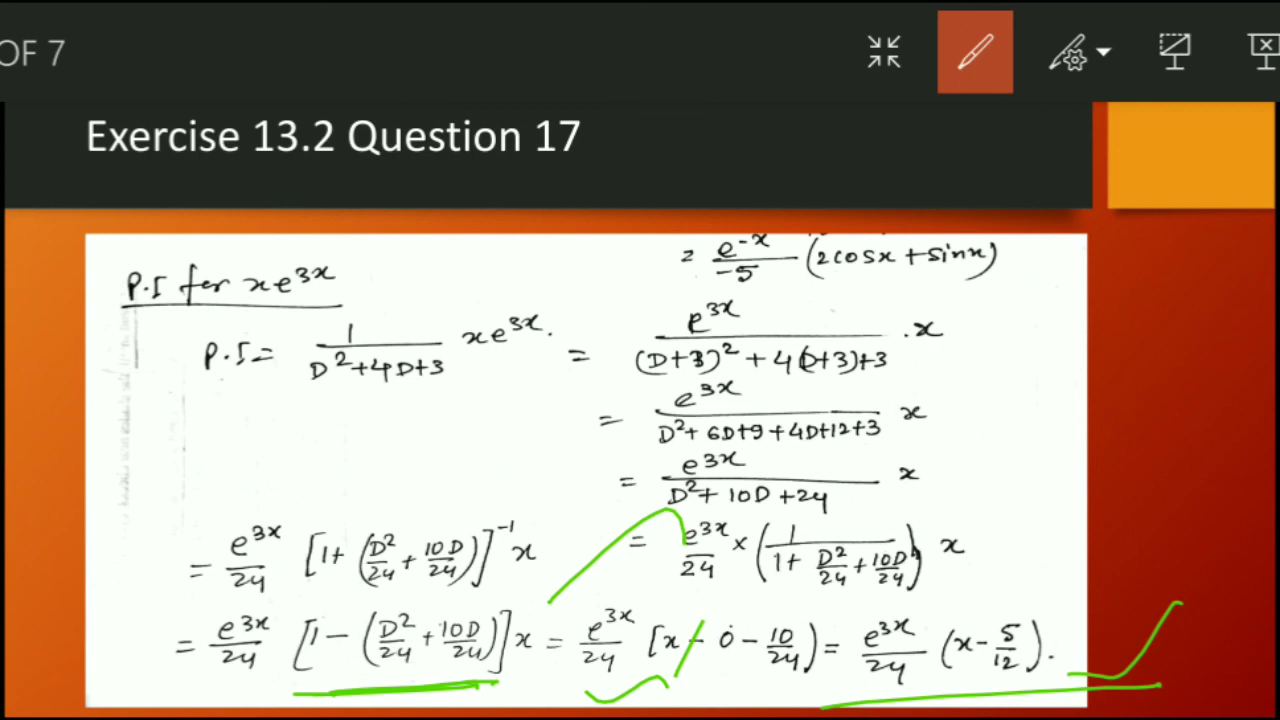 OF 7
Exercise 13.2 Question 17
= e^-x/-5 (2cosx + sinx)
P.I for xe^3x
P.I = 1/(D^2+4D+3) xe^3x. = e^3x/((D+3)^2 + 4(D+3)+3) .x
= e^3x/(D^2+ 6D+9+4D+12+3) x
= e^3x/(D^2+ 10D +24) x
= e^3x/24 × (1/(1+ D^2/24 + 10D/24)) x
= e^3x/24 [1+ (D^2/24 + 10D/24)]^-1 x
= e^3x/24 [1 - (D^2/24 + 10D/24)] x = e^3x/24 [x - 0 - 10/24) = e^3x/24 (x - 5/12).